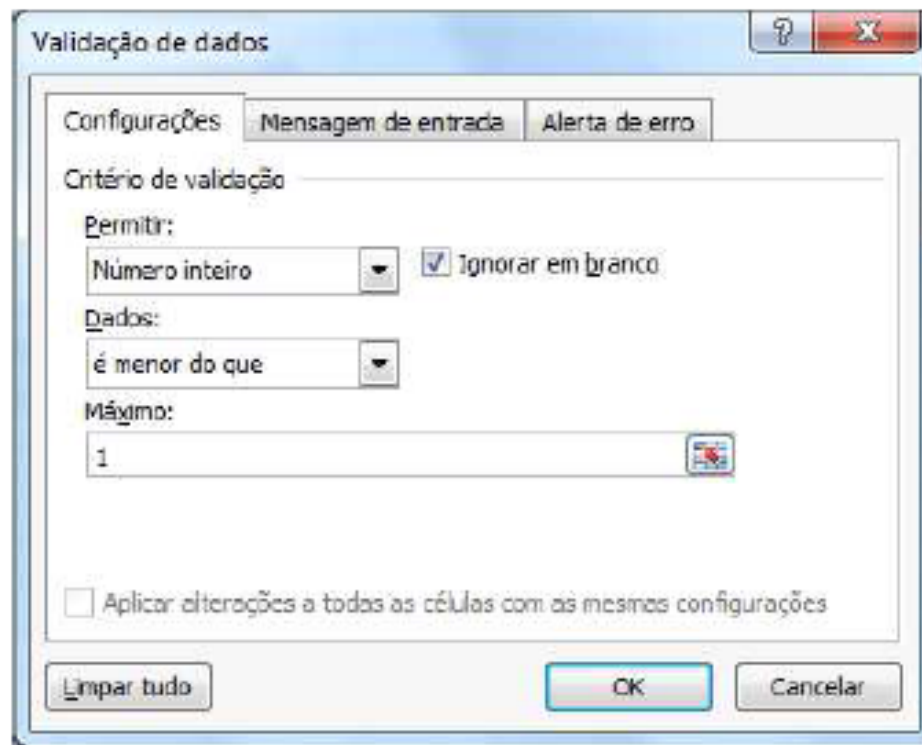 Validação de dados
Configurações Mensagem de entrada Alerta de erro
Critério de validação
Permitir:
Número inteiro Ignorar em branco
Dados:
é menor do que
Máximo:
1
Aplicar alterações a todas as células com as mesmas configurações
Limpar tudo OK Cancelar